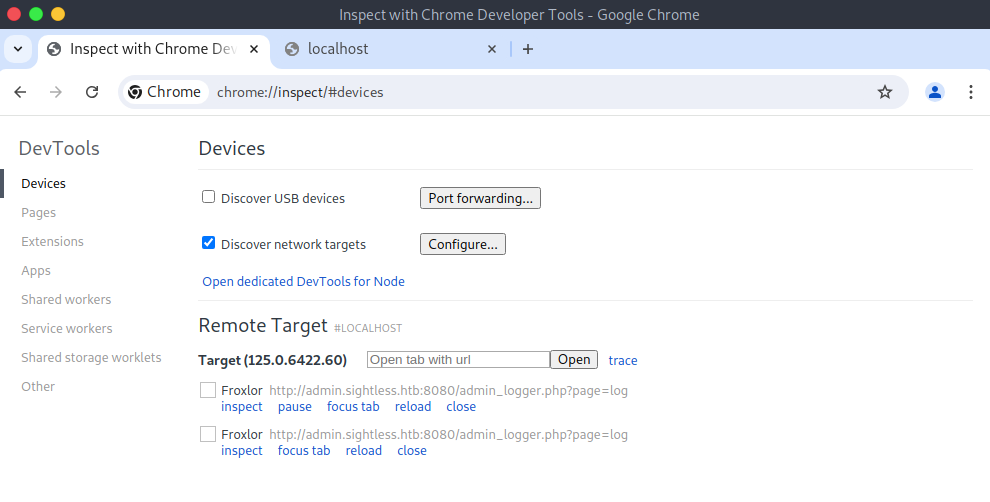 Inspect with Chrome Developer Tools - Google Chrome
Inspect with Chrome Dev localhost
Chrome chrome://inspect/#devices
DevTools
Devices
Pages
Extensions
Apps
Shared workers
Service workers
Shared storage worklets
Other
Devices
Discover USB devices Port forwarding...
Discover network targets Configure...
Open dedicated DevTools for Node
Remote Target #LOCALHOST
Target (125.0.6422.60) Open tab with url Open trace
Froxlor http://admin.sightless.htb:8080/admin_logger.php?page=log
inspect pause focus tab reload close
Froxlor http://admin.sightless.htb:8080/admin_logger.php?page=log
inspect focus tab reload close